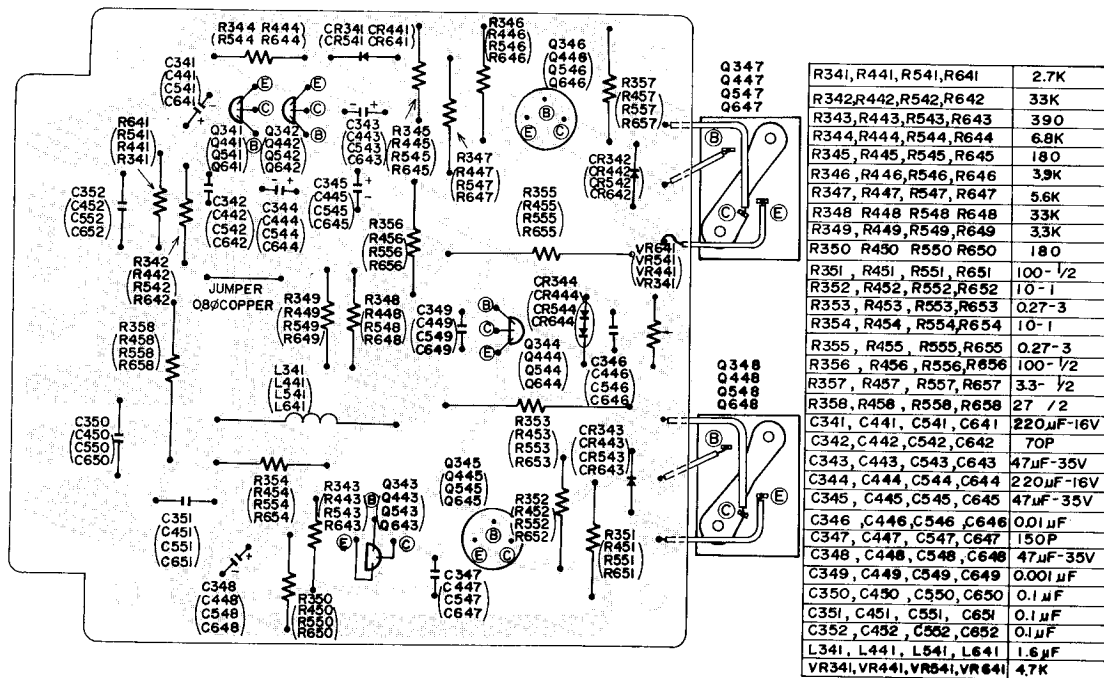 R344 R444
(R544 R644)
CR341 CR441
(CR541 CR641)
R346
(R446
R546
R646)
Q346
(Q448
Q546
Q646)
C341
(C441
C541
C641)
R357
(R457
R557
R657)
Q347
Q447
Q547
Q647
E
E
C
C
B
B
B
E
C
B
C
E
Q341
(Q441
Q541
Q641)
Q342
(Q442
Q542
Q642)
C343
(C443
C543
C643)
R345
(R445
R545
R645)
R347
(R447
R547
R647)
CR342
(CR442
CR542
CR642)
R641
(R541
R441
R341)
C352
(C452
C552
C652)
C342
(C442
C542
C642)
C344
(C444
C544
C644)
C345
(C445
C545
C645)
R356
(R456
R556
R656)
R355
(R455
R555
R655)
VR641
(VR541
VR441
VR341)
R342
(R442
R542
R642)
JUMPER
08ØCOPPER
R349
(R449
R549
R649)
R348
(R448
R548
R648)
C349
(C449
C549
C649)
B
C
E
CR344
(CR444
CR544
CR644)
R358
(R458
R558
R658)
Q344
(Q444
Q544
Q644)
C346
(C446
C546
C646)
Q348
Q448
Q548
Q648
L341
(L441
L541
L641)
C350
(C450
C550
C650)
R353
(R453
R553
R653)
CR343
(CR443
CR543
CR643)
B
C
E
R354
(R454
R554
R654)
R343
(R443
R543
R643)
Q343
(Q443
Q543
Q643)
B
E
C
Q345
(Q445
Q545
Q645)
B
E
C
R352
(R452
R552
R652)
R351
(R451
R551
R651)
C351
(C451
C551
C651)
C348
(C448
C548
C648)
R350
(R450
R550
R650)
C347
(C447
C547
C647)
R341, R441, R541, R641 2.7K
R342, R442, R542, R642 33K
R343, R443, R543, R643 390
R344, R444, R544, R644 6.8K
R345, R445, R545, R645 180
R346, R446, R546, R646 3.9K
R347, R447, R547, R647 5.6K
R348 R448 R548 R648 33K
R349, R449, R549, R649 3.3K
R350 R450 R550 R650 180
R351, R451, R551, R651 100-1/2
R352, R452, R552, R652 10-1
R353, R453, R553, R653 0.27-3
R354, R454, R554, R654 10-1
R355, R455, R555, R655 0.27-3
R356, R456, R556, R656 100-1/2
R357, R457, R557, R657 3.3-1/2
R358, R458, R558, R658 27 /2
C341, C441, C541, C641 220µF-16V
C342, C442, C542, C642 70P
C343, C443, C543, C643 47µF-35V
C344, C444, C544, C644 220µF-16V
C345, C445, C545, C645 47µF-35V
C346, C446, C546, C646 0.01µF
C347, C447, C547, C647 150P
C348, C448, C548, C648 47µF-35V
C349, C449, C549, C649 0.001µF
C350, C450, C550, C650 0.1µF
C351, C451, C551, C651 0.1µF
C352, C452, C552, C652 0.1µF
L341, L441, L541, L641 1.6µF
VR341, VR441, VR541, VR641 4.7K